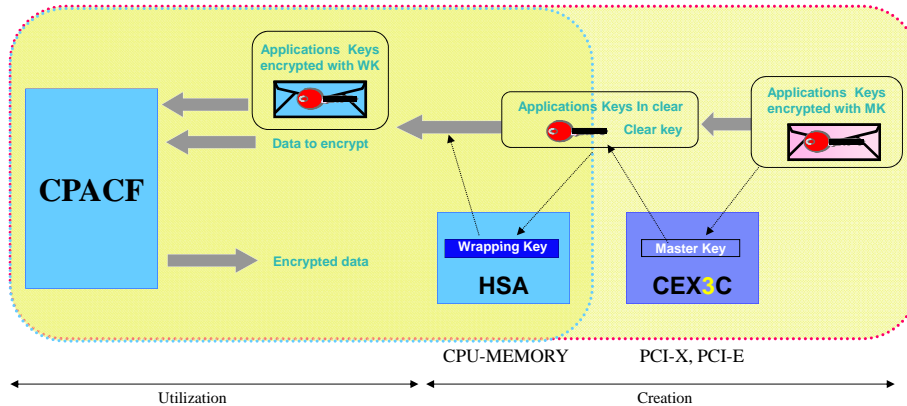 Applications Keys
encrypted with WK
Applications Keys In clear
Clear key
Applications Keys
encrypted with MK
Data to encrypt
CPACF
Encrypted data
Wrapping Key
HSA
Master Key
CEX3C
CPU-MEMORY
PCI-X, PCI-E
Utilization
Creation